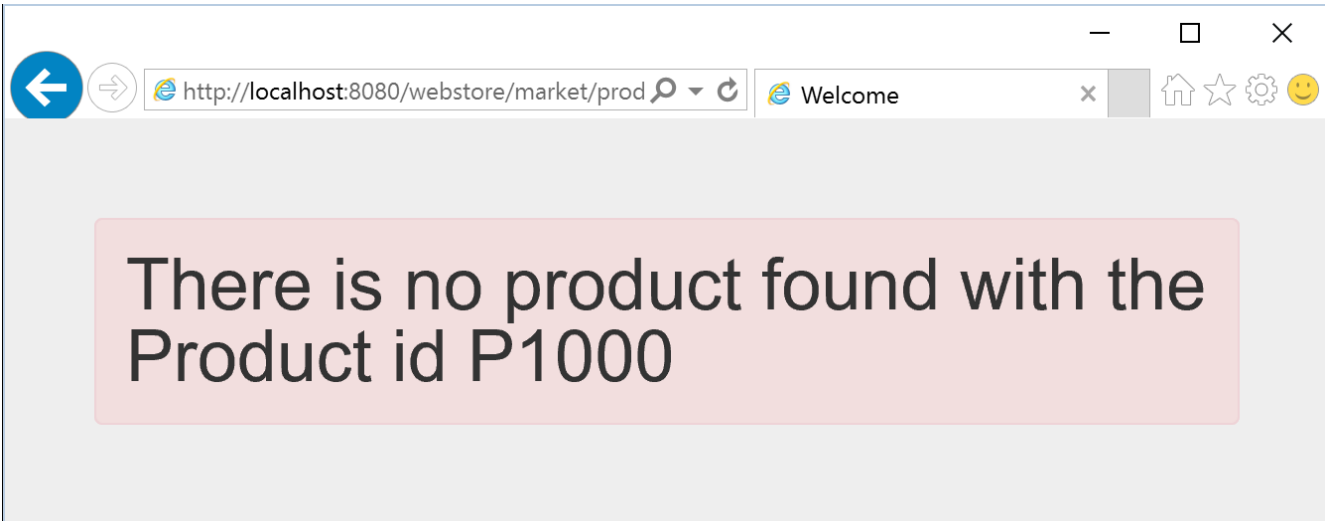 http://localhost:8080/webstore/market/prod
Welcome
There is no product found with the
Product id P1000